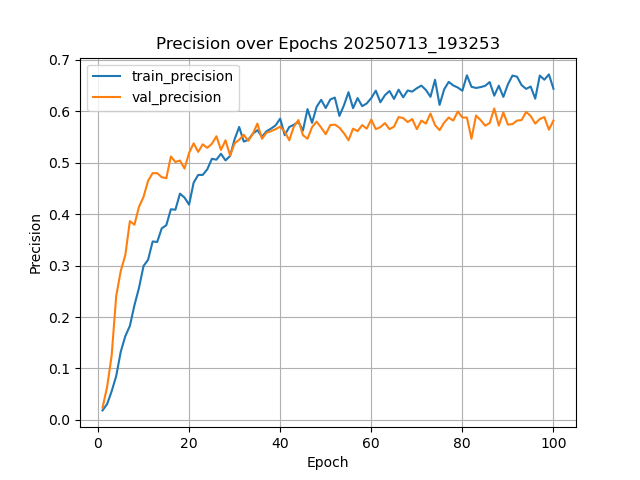 Precision over Epochs 20250713_193253
train_precision
val_precision
0.7
0.6
0.5
0.4
0.3
0.2
0.1
0.0
Precision
0 20 40 60 80 100
Epoch